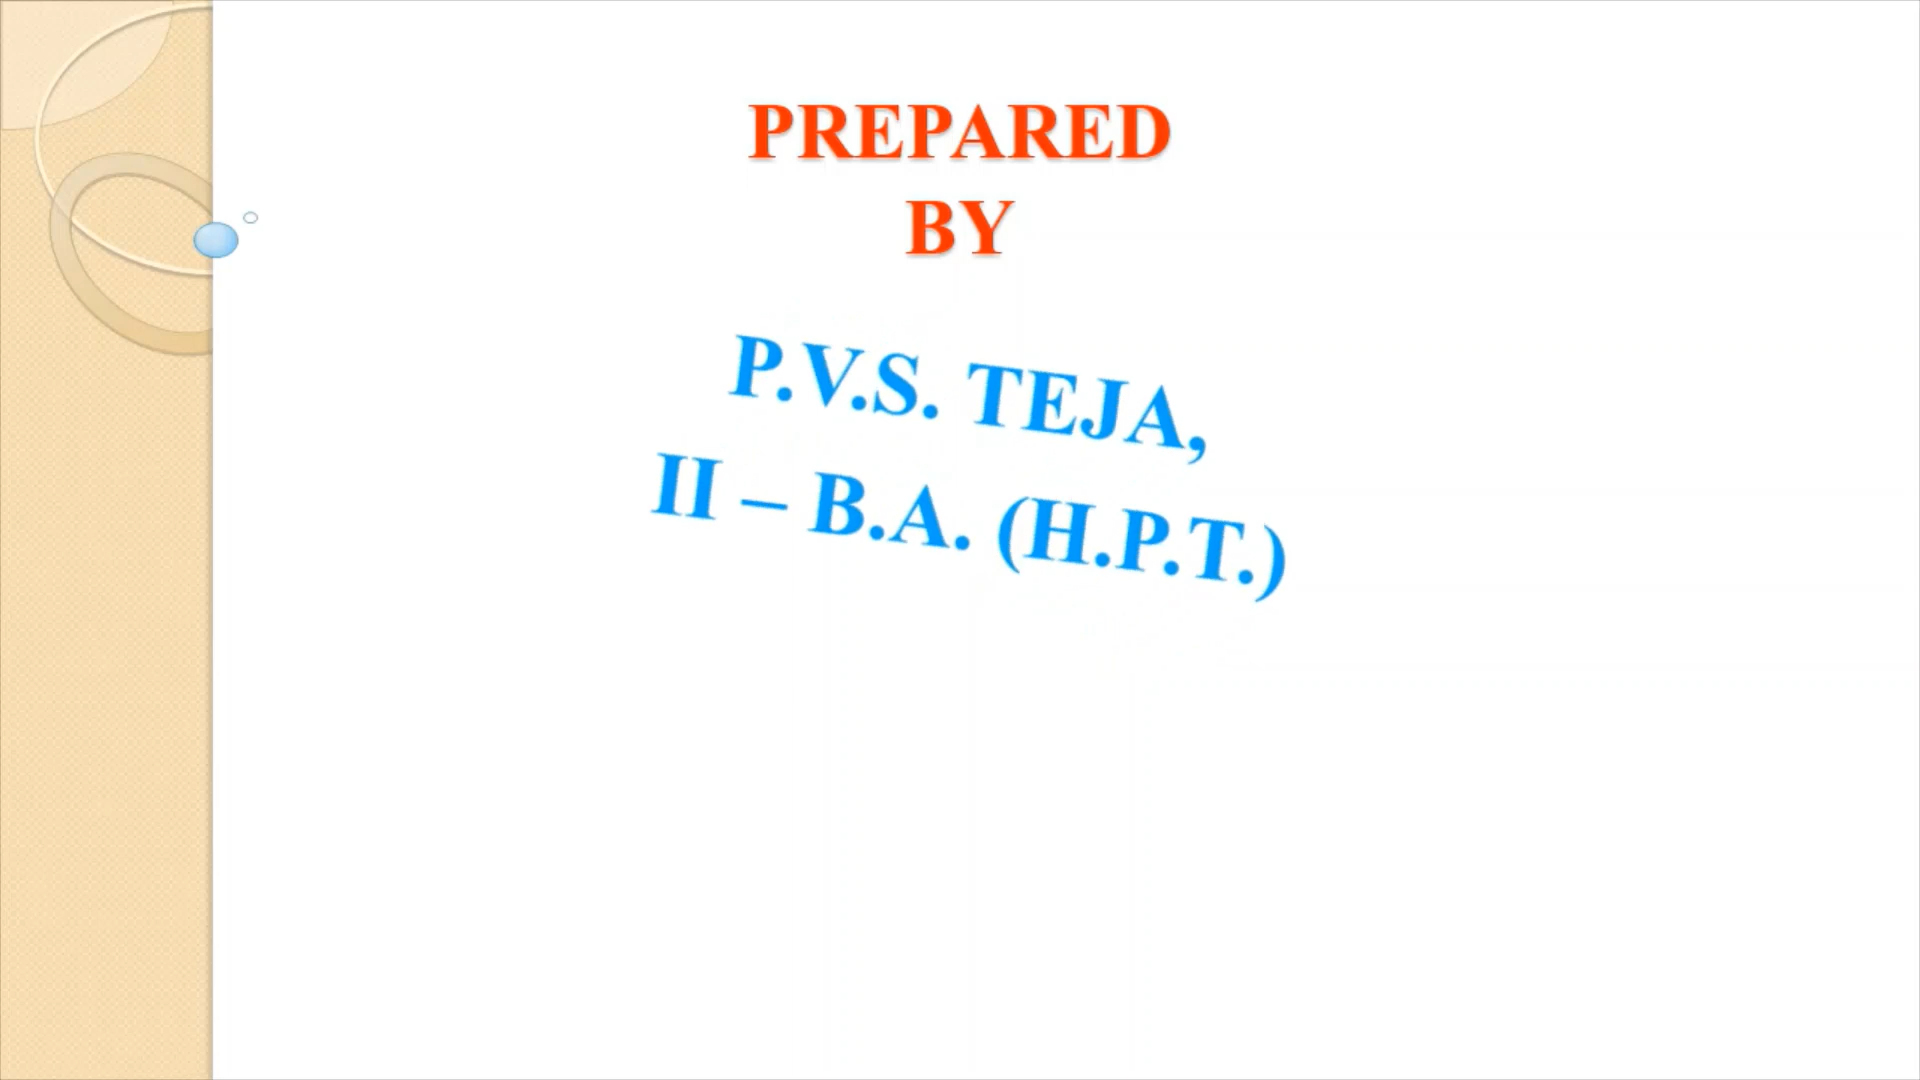 PREPARED
BY
P.V.S. TEJA,
II – B.A. (H.P.T.)